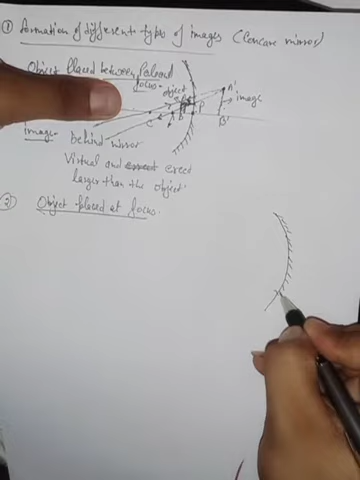 ① Formation of different types of images (Concave mirror)
Object placed between Pole and
focus.
object
A'
image
C F A B P
B'
image behind mirror
Virtual and erect
larger than the object.
② Object placed at focus.